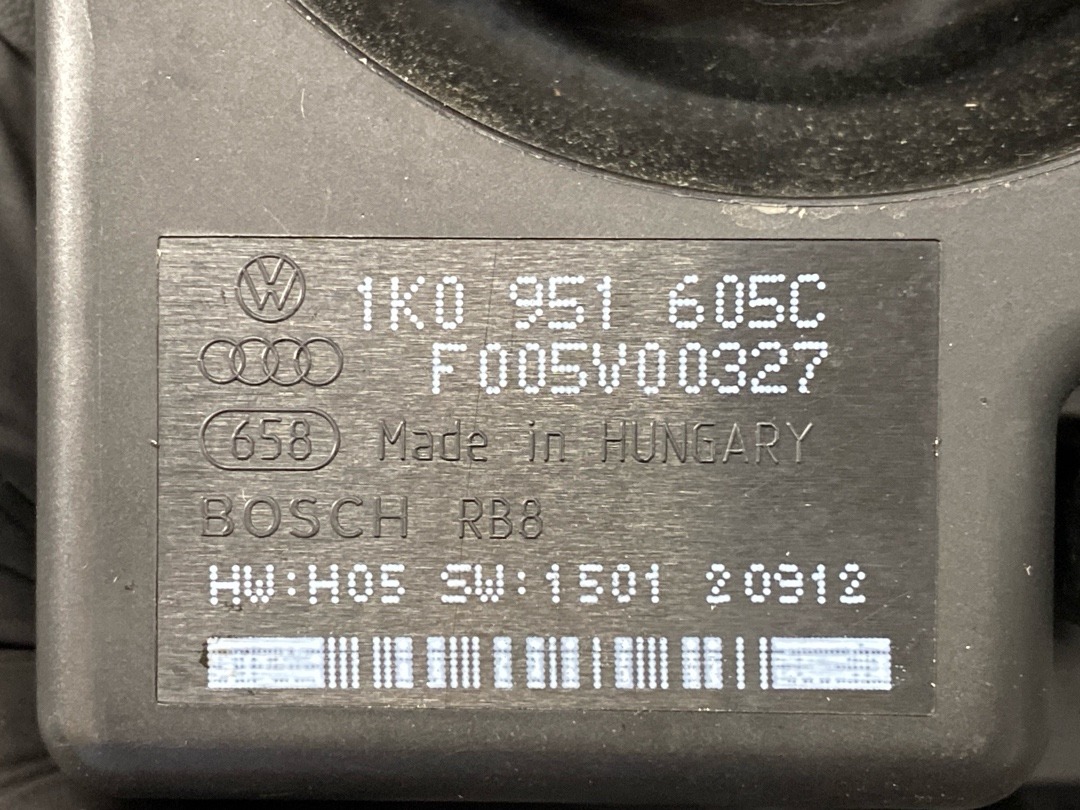 1K0 951 605C
F005V00327
658 Made in HUNGARY
BOSCH RB8
HW:H05 SW:1501 20912